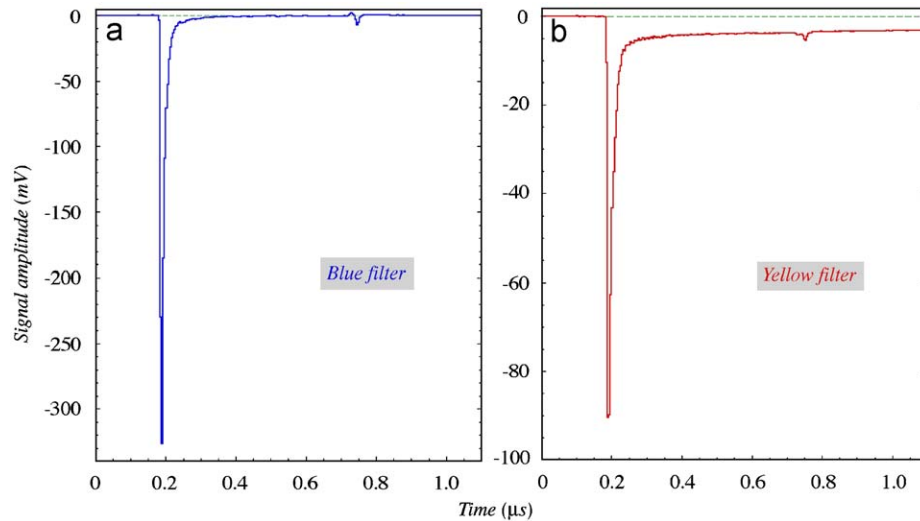 a
0
-50
-100
-150
-200
-250
-300
Signal amplitude (mV)
Blue filter
0 0.2 0.4 0.6 0.8 1.0
b
0
-20
-40
-60
-80
-100
Yellow filter
0 0.2 0.4 0.6 0.8 1.0
Time (μs)